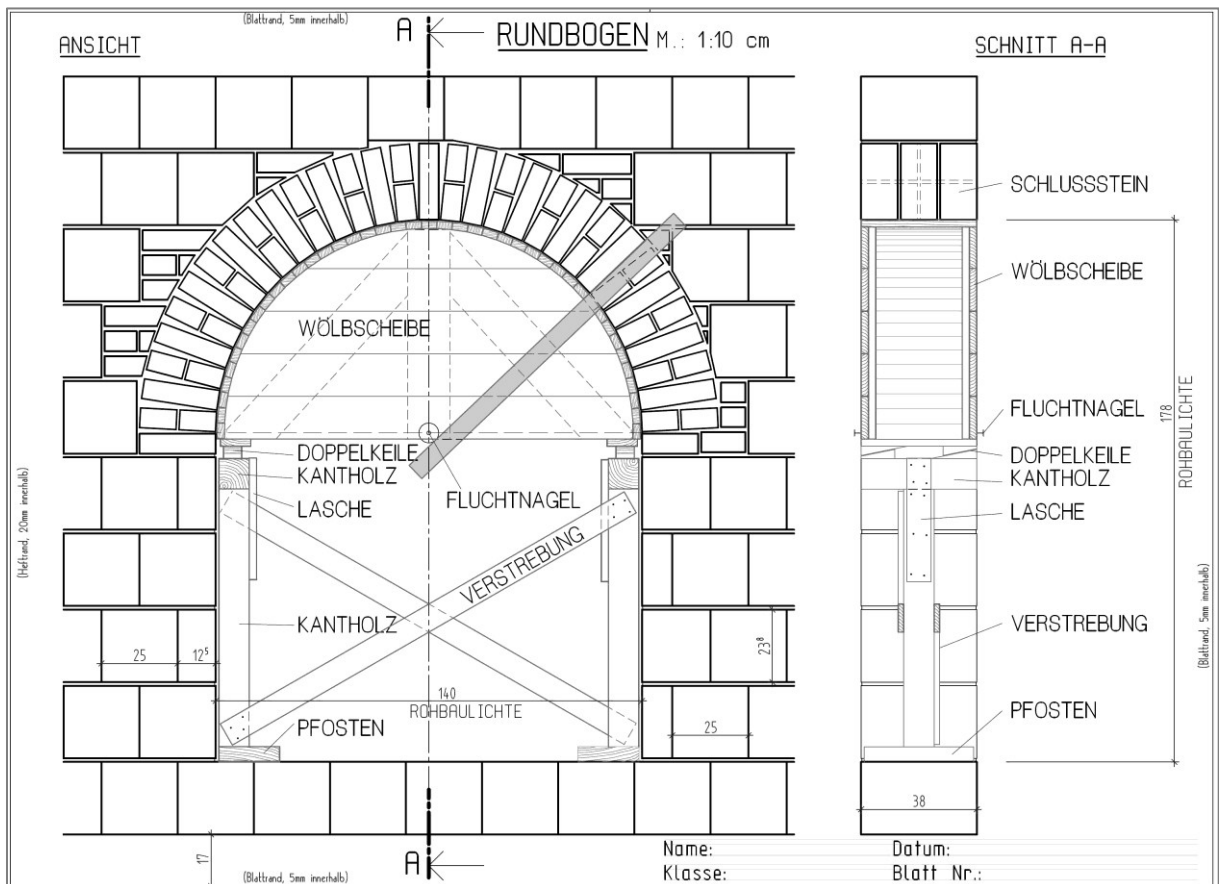 (Blattrand, 5mm innerhalb)
A
RUNDBOGEN M.: 1:10 cm
ANSICHT
SCHNITT A-A
SCHLUSSSTEIN
WÖLBSCHEIBE
WÖLBSCHEIBE
178
ROHBAULICHTE
FLUCHTNAGEL
DOPPELKEILE
DOPPELKEILE
KANTHOLZ
KANTHOLZ
FLUCHTNAGEL
LASCHE
LASCHE
(Heftrand, 20mm innerhalb)
VERSTREBUNG
(Blattrand, 5mm innerhalb)
KANTHOLZ
VERSTREBUNG
23⁸
25
12⁵
140
ROHBAULICHTE
PFOSTEN
PFOSTEN
25
38
17
A
(Blattrand, 5mm innerhalb)
Name:
Datum:
Klasse:
Blatt Nr.: